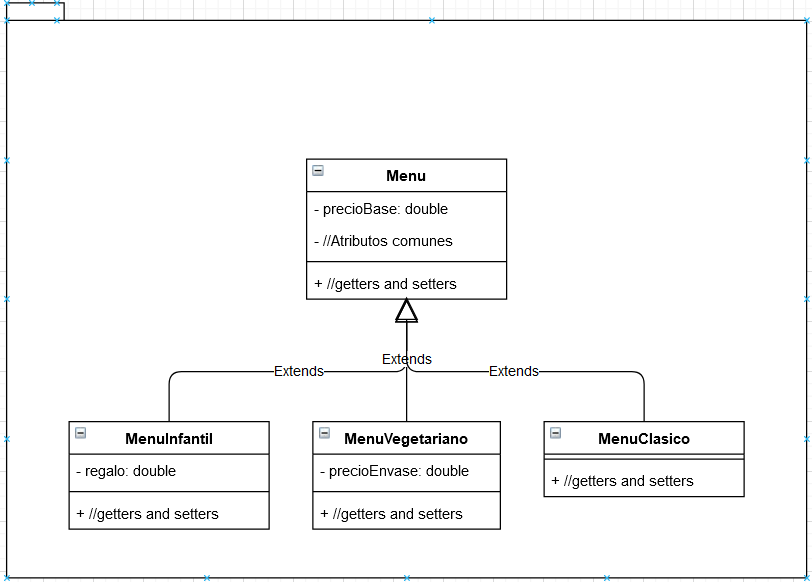 Menu
- precioBase: double
- //Atributos comunes
+ //getters and setters
Extends
Extends
Extends
MenuInfantil
- regalo: double
+ //getters and setters
MenuVegetariano
- precioEnvase: double
+ //getters and setters
MenuClasico
+ //getters and setters